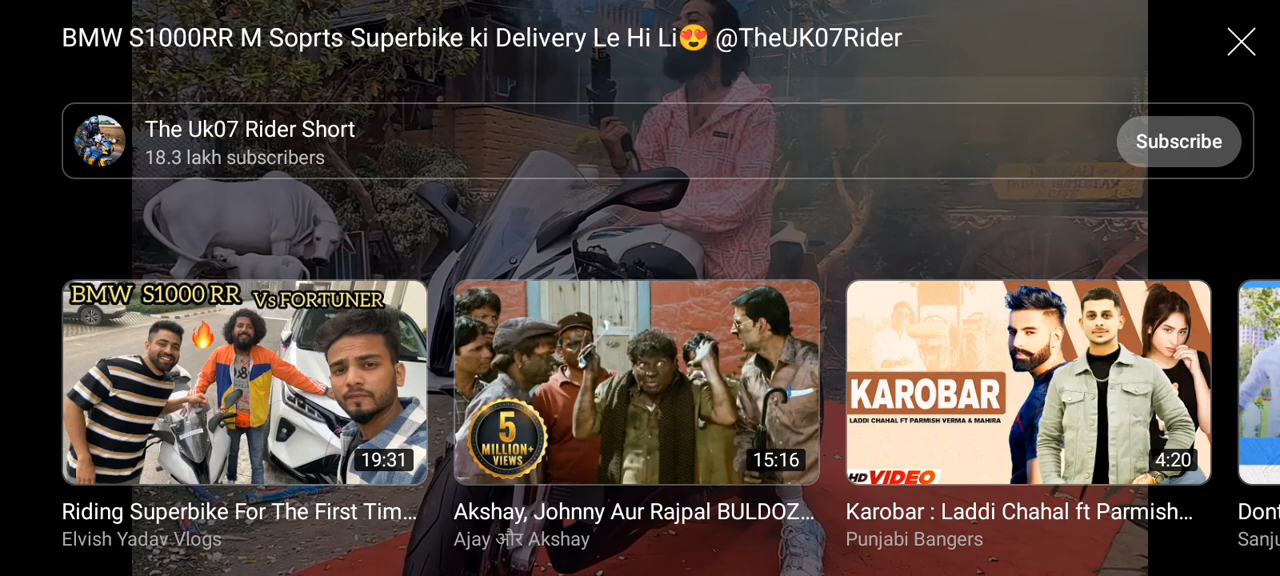 BMW S1000RR M Soprts Superbike ki Delivery Le Hi Li😍 @TheUK07Rider
The Uk07 Rider Short
18.3 lakh subscribers
Subscribe
BMW S1000 RR Vs FORTUNER
19:31
5
MILLION+
VIEWS
15:16
KAROBAR
LADDI CHAHAL FT PARMISH VERMA & MAHIRA
HD VIDEO
4:20
Riding Superbike For The First Tim...
Elvish Yadav Vlogs
Akshay, Johnny Aur Rajpal BULDOZ...
Ajay और Akshay
Karobar : Laddi Chahal ft Parmish...
Punjabi Bangers
Dont
Sanju